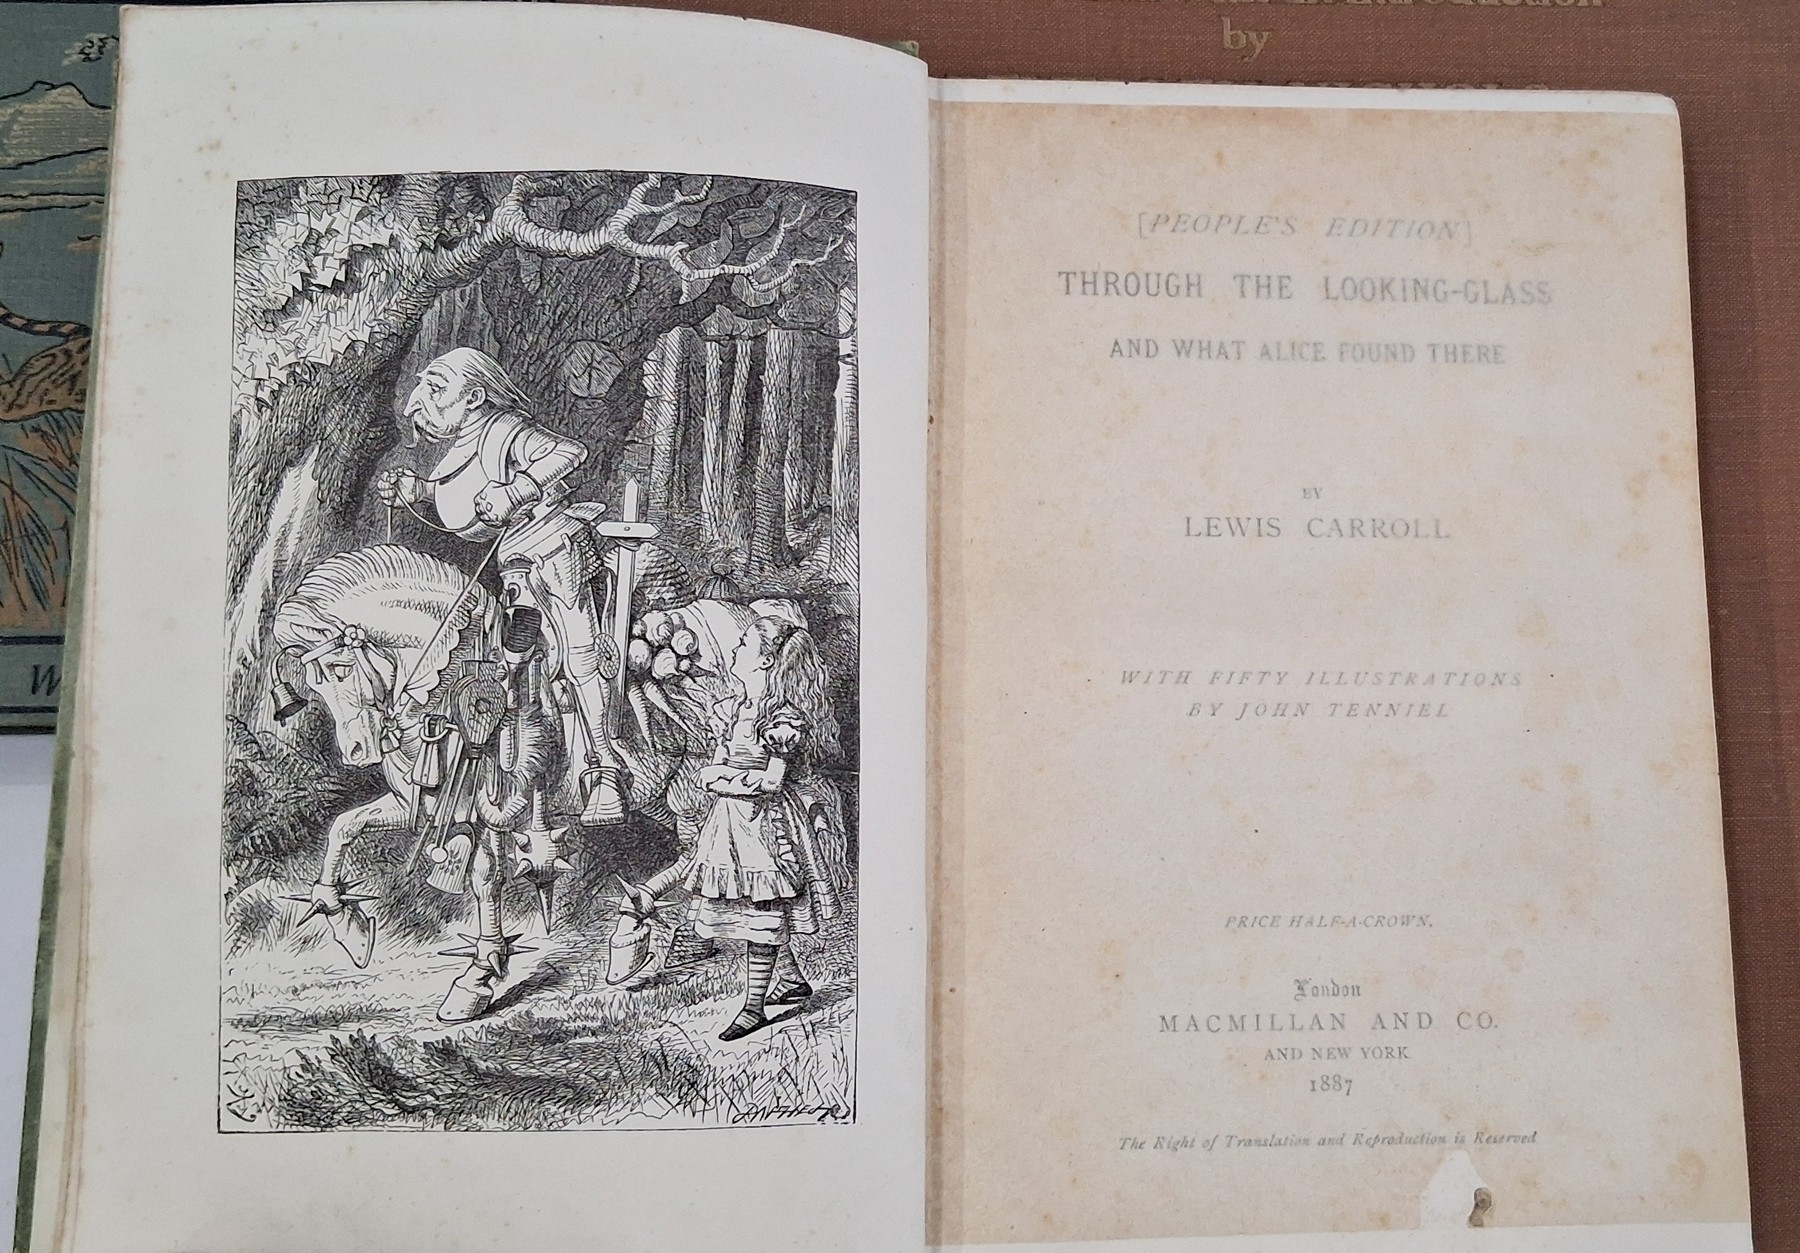 by
W
DALZIEL
[PEOPLE'S EDITION]
THROUGH THE LOOKING-GLASS
AND WHAT ALICE FOUND THERE
BY
LEWIS CARROLL
WITH FIFTY ILLUSTRATIONS
BY JOHN TENNIEL
PRICE HALF-A-CROWN.
London
MACMILLAN AND CO.
AND NEW YORK
1887
The Right of Translation and Reproduction is Reserved